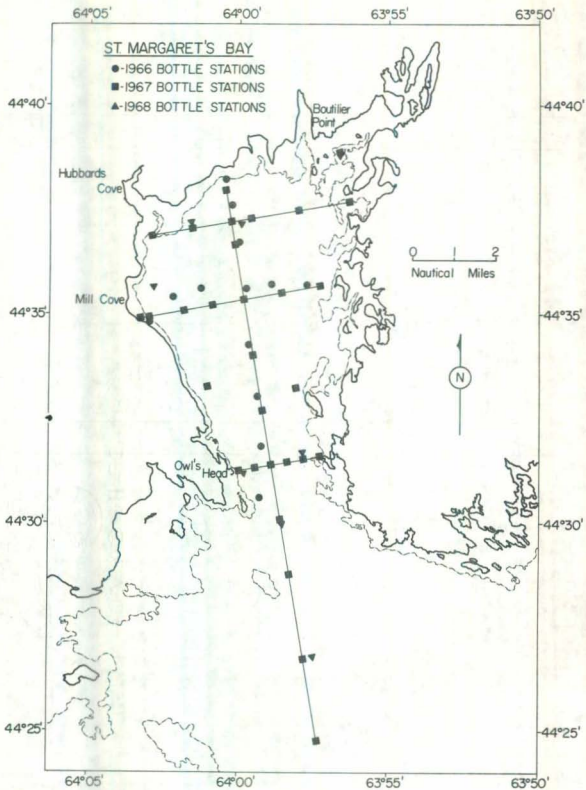 64°05'
64°00'
63°55'
63°50'
ST. MARGARET'S BAY
●-1966 BOTTLE STATIONS
■-1967 BOTTLE STATIONS
▲-1968 BOTTLE STATIONS
44°40'
44°40'
Boutilier
Point
Hubbards
Cove
0 1 2
Nautical Miles
Mill Cove
44°35'
44°35'
N
Owl's
Head
44°30'
44°30'
44°25'
44°25'
64°05'
64°00'
63°55'
63°50'